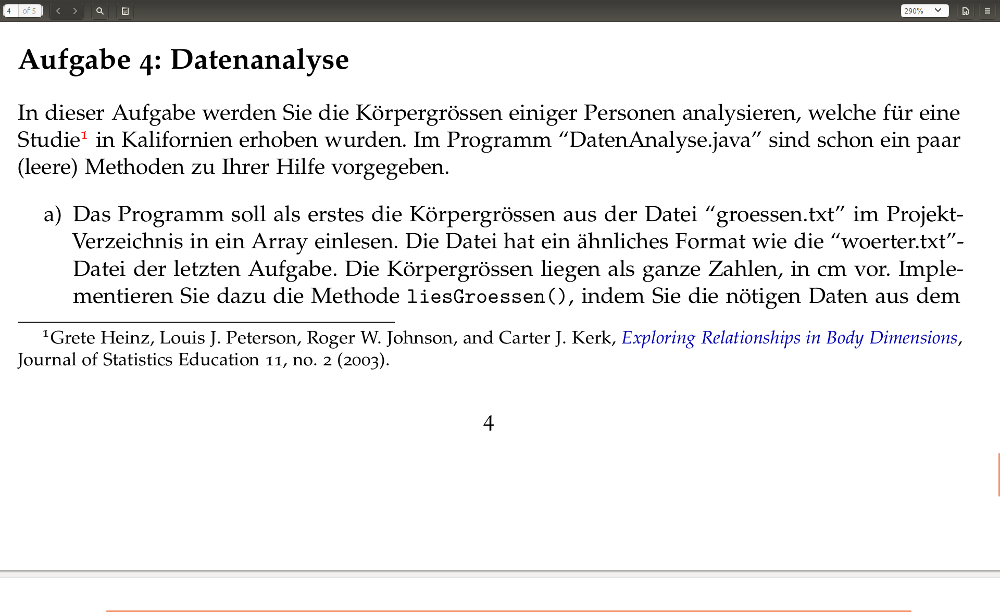 4 of 5 290%
Aufgabe 4: Datenanalyse
In dieser Aufgabe werden Sie die Körpergrössen einiger Personen analysieren, welche für eine
Studie¹ in Kalifornien erhoben wurden. Im Programm “DatenAnalyse.java” sind schon ein paar
(leere) Methoden zu Ihrer Hilfe vorgegeben.
a) Das Programm soll als erstes die Körpergrössen aus der Datei “groessen.txt” im Projekt-
Verzeichnis in ein Array einlesen. Die Datei hat ein ähnliches Format wie die “woerter.txt”-
Datei der letzten Aufgabe. Die Körpergrössen liegen als ganze Zahlen, in cm vor. Imple-
mentieren Sie dazu die Methode liesGroessen(), indem Sie die nötigen Daten aus dem
¹Grete Heinz, Louis J. Peterson, Roger W. Johnson, and Carter J. Kerk, Exploring Relationships in Body Dimensions,
Journal of Statistics Education 11, no. 2 (2003).
4